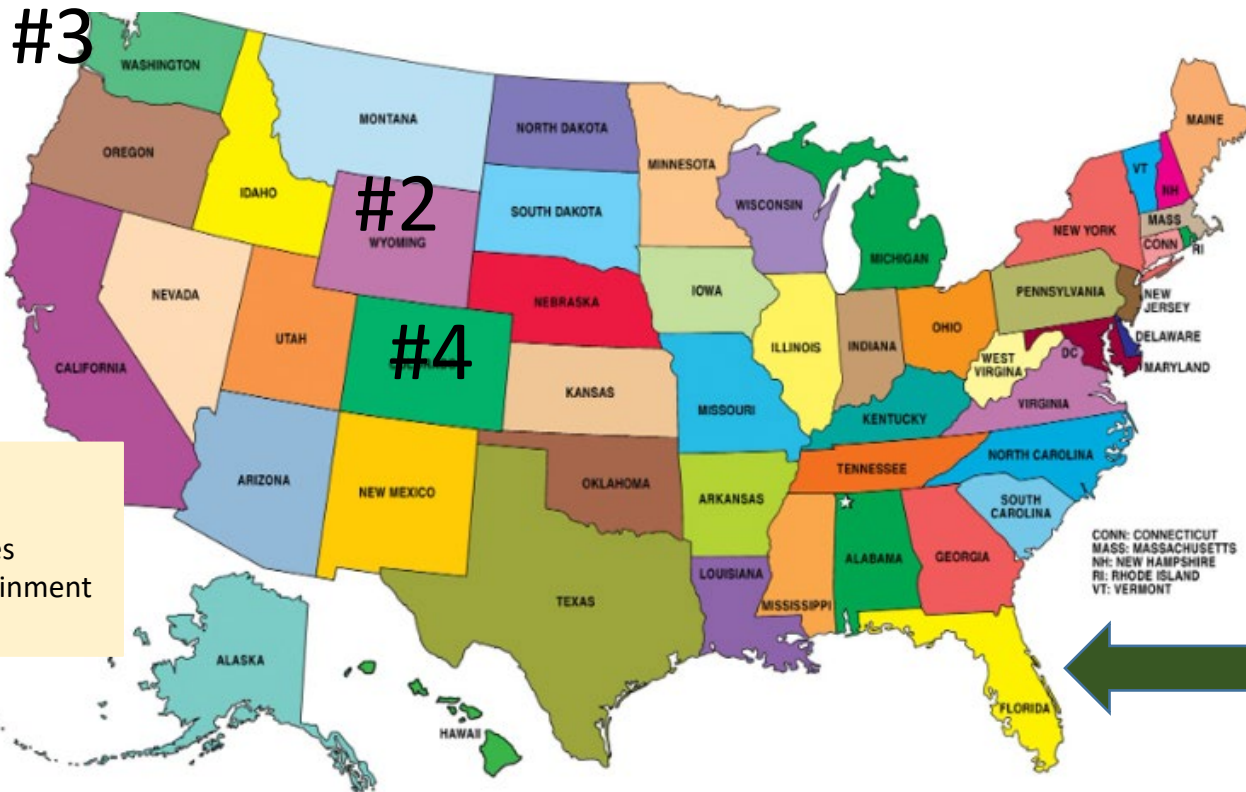 #3
WASHINGTON
MONTANA
NORTH DAKOTA
MINNESOTA
MAINE
OREGON
IDAHO
#2
WYOMING
SOUTH DAKOTA
WISCONSIN
MICHIGAN
VT
NH
NEW YORK
MASS
CONN
RI
NEVADA
UTAH
#4
NEBRASKA
IOWA
ILLINOIS
INDIANA
OHIO
PENNSYLVANIA
NEW
JERSEY
DELAWARE
MARYLAND
DC
WEST
VIRGINA
VIRGINIA
CALIFORNIA
KANSAS
MISSOURI
KENTUCKY
ARIZONA
NEW MEXICO
OKLAHOMA
ARKANSAS
TENNESSEE
NORTH CAROLINA
SOUTH
CAROLINA
es
inment
TEXAS
LOUISIANA
MISSISSIPPI
ALABAMA
GEORGIA
CONN: CONNECTICUT
MASS: MASSACHUSETTS
NH: NEW HAMPSHIRE
RI: RHODE ISLAND
VT: VERMONT
ALASKA
HAWAII
FLORIDA